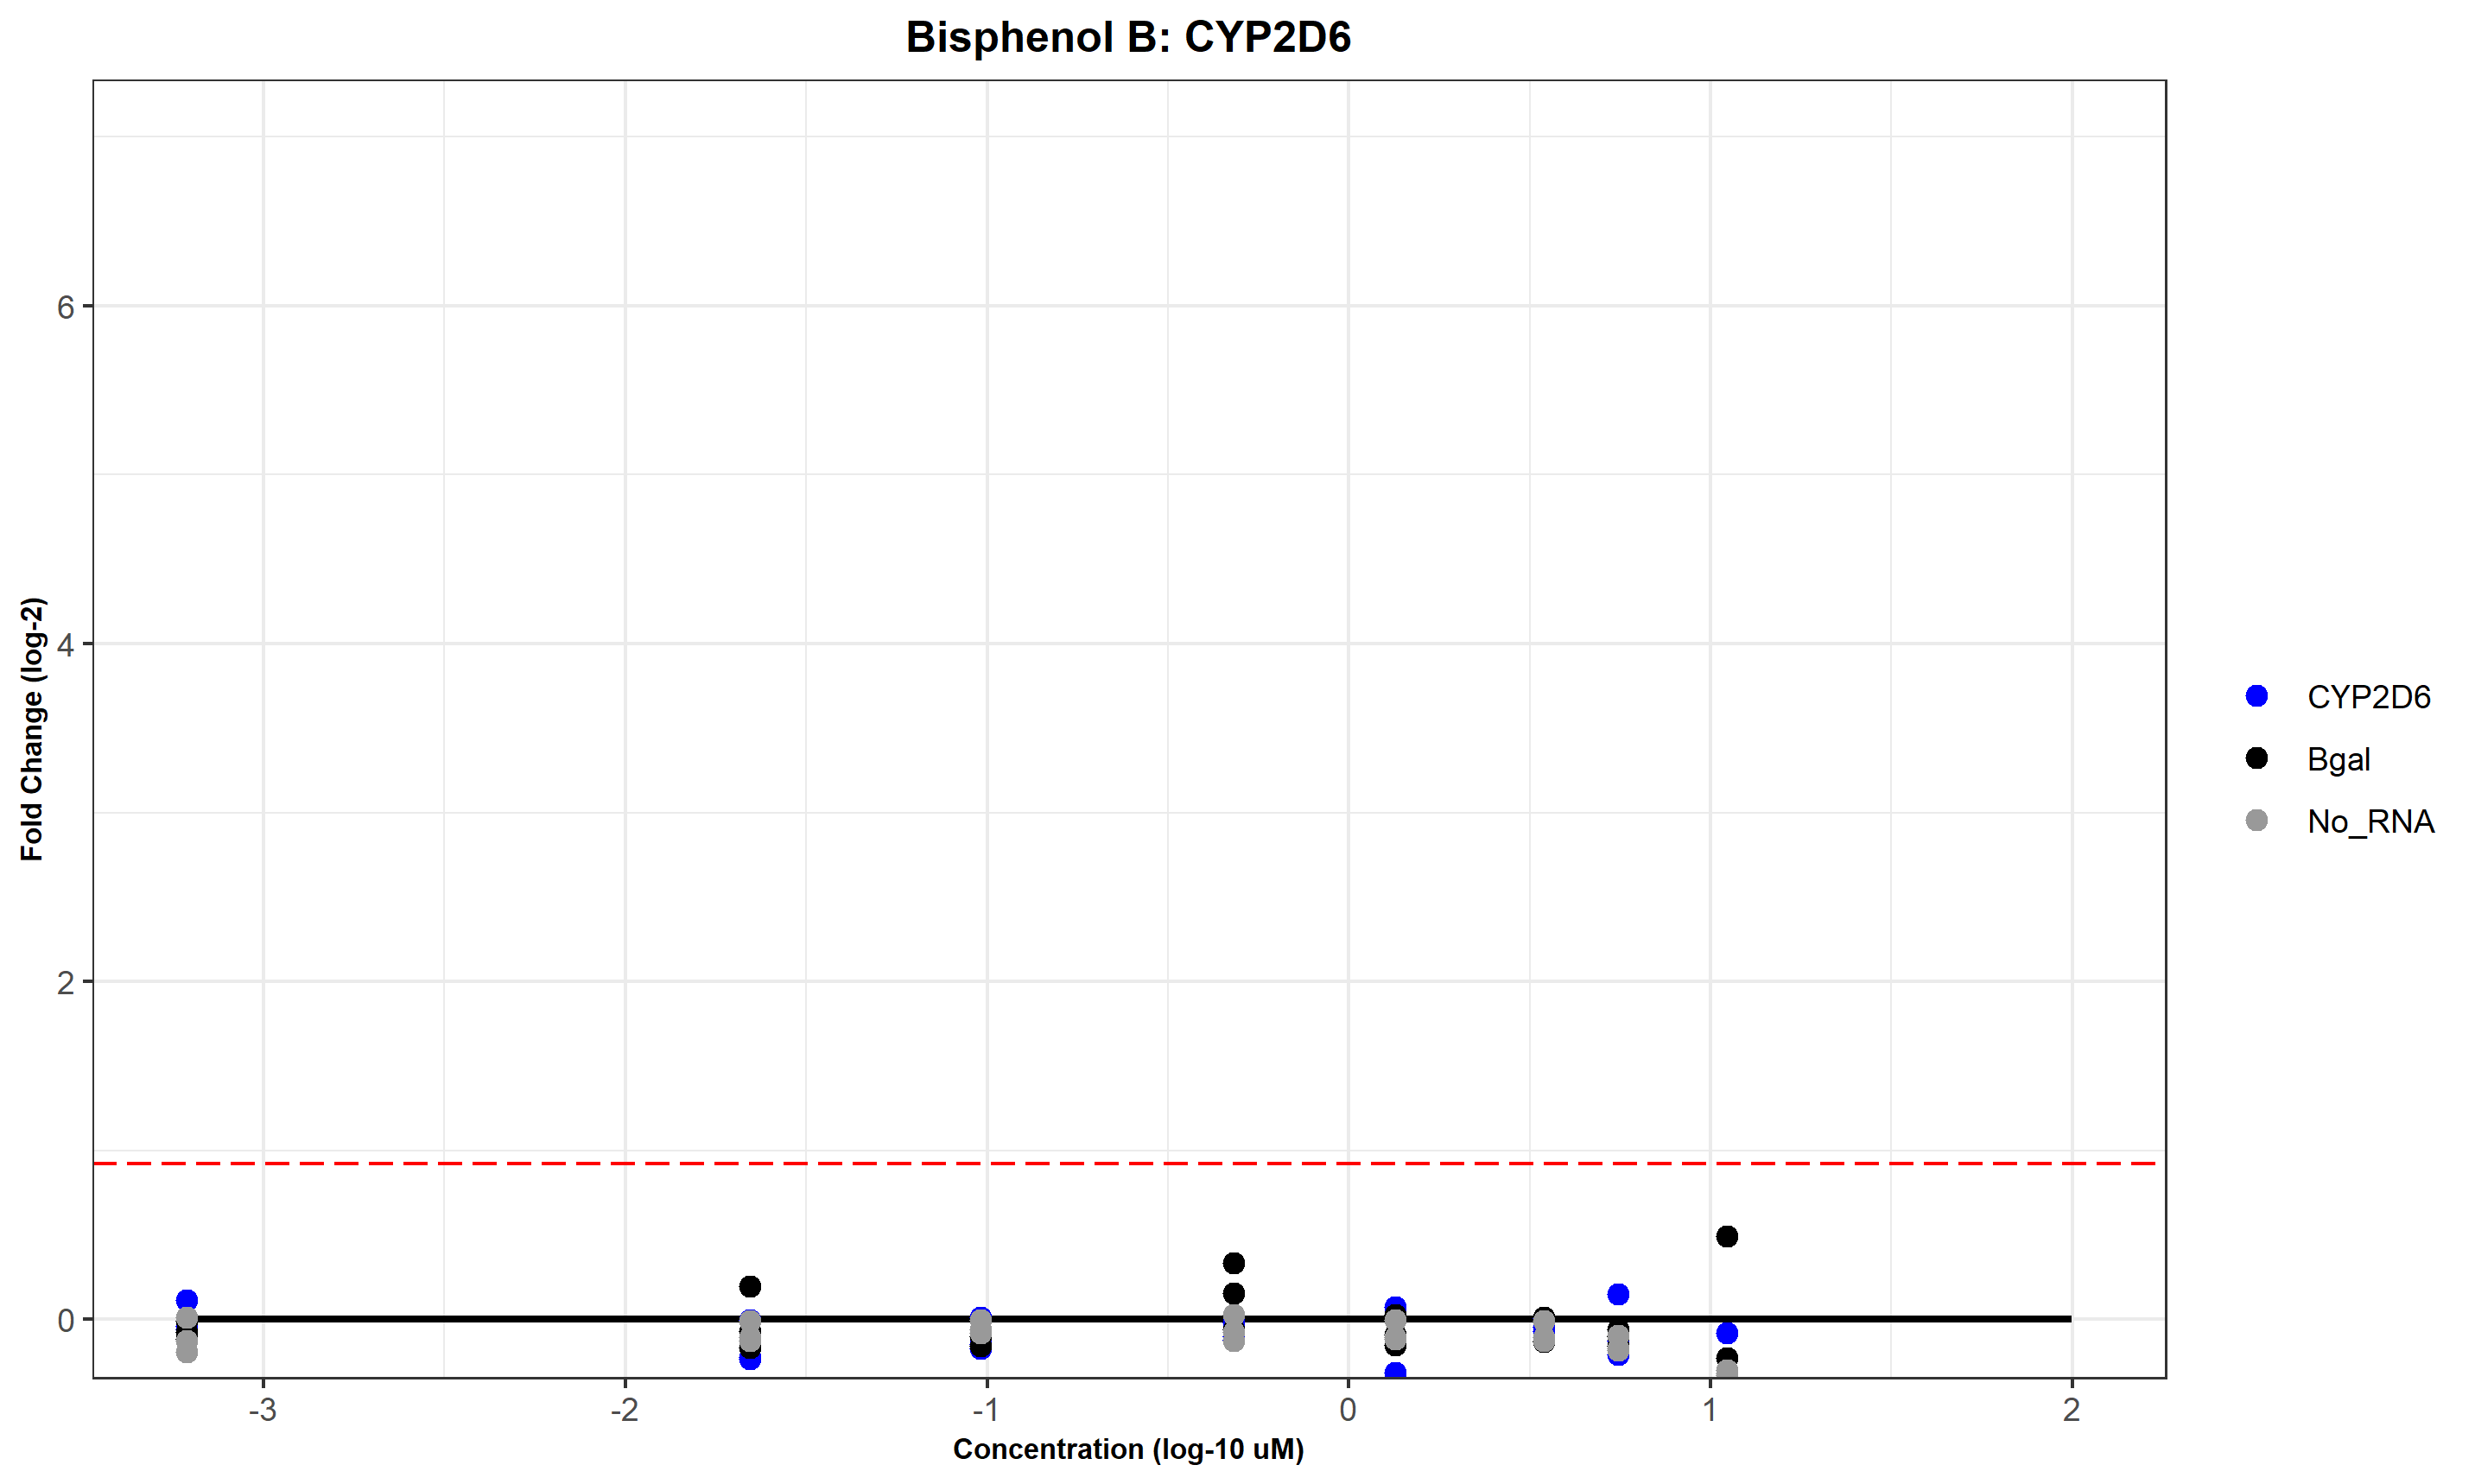 Bisphenol B: CYP2D6
Fold Change (log-2)
6
4
2
0
-3
-2
-1
0
1
2
Concentration (log-10 uM)
CYP2D6
Bgal
No_RNA